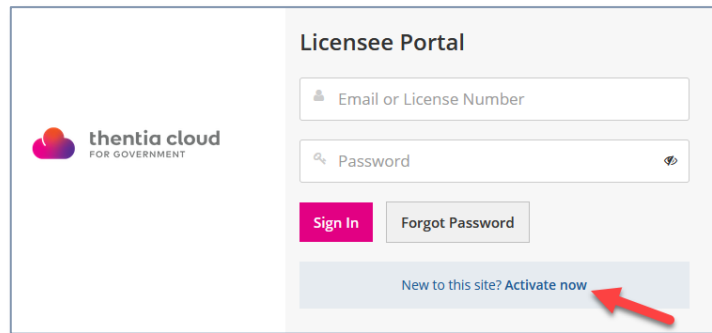 Licensee Portal
Email or License Number
thentia cloud
FOR GOVERNMENT
Password
Sign In
Forgot Password
New to this site? Activate now